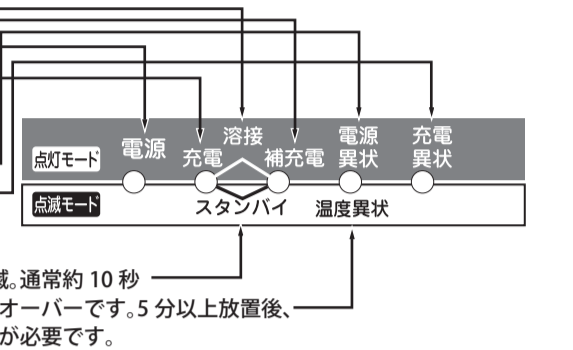 点灯モード 電源 充電 溶接 補充電 電源異状 充電異状
点滅モード スタンバイ 温度異状
滅。通常約 10 秒
オーバーです。5 分以上放置後、
が必要です。